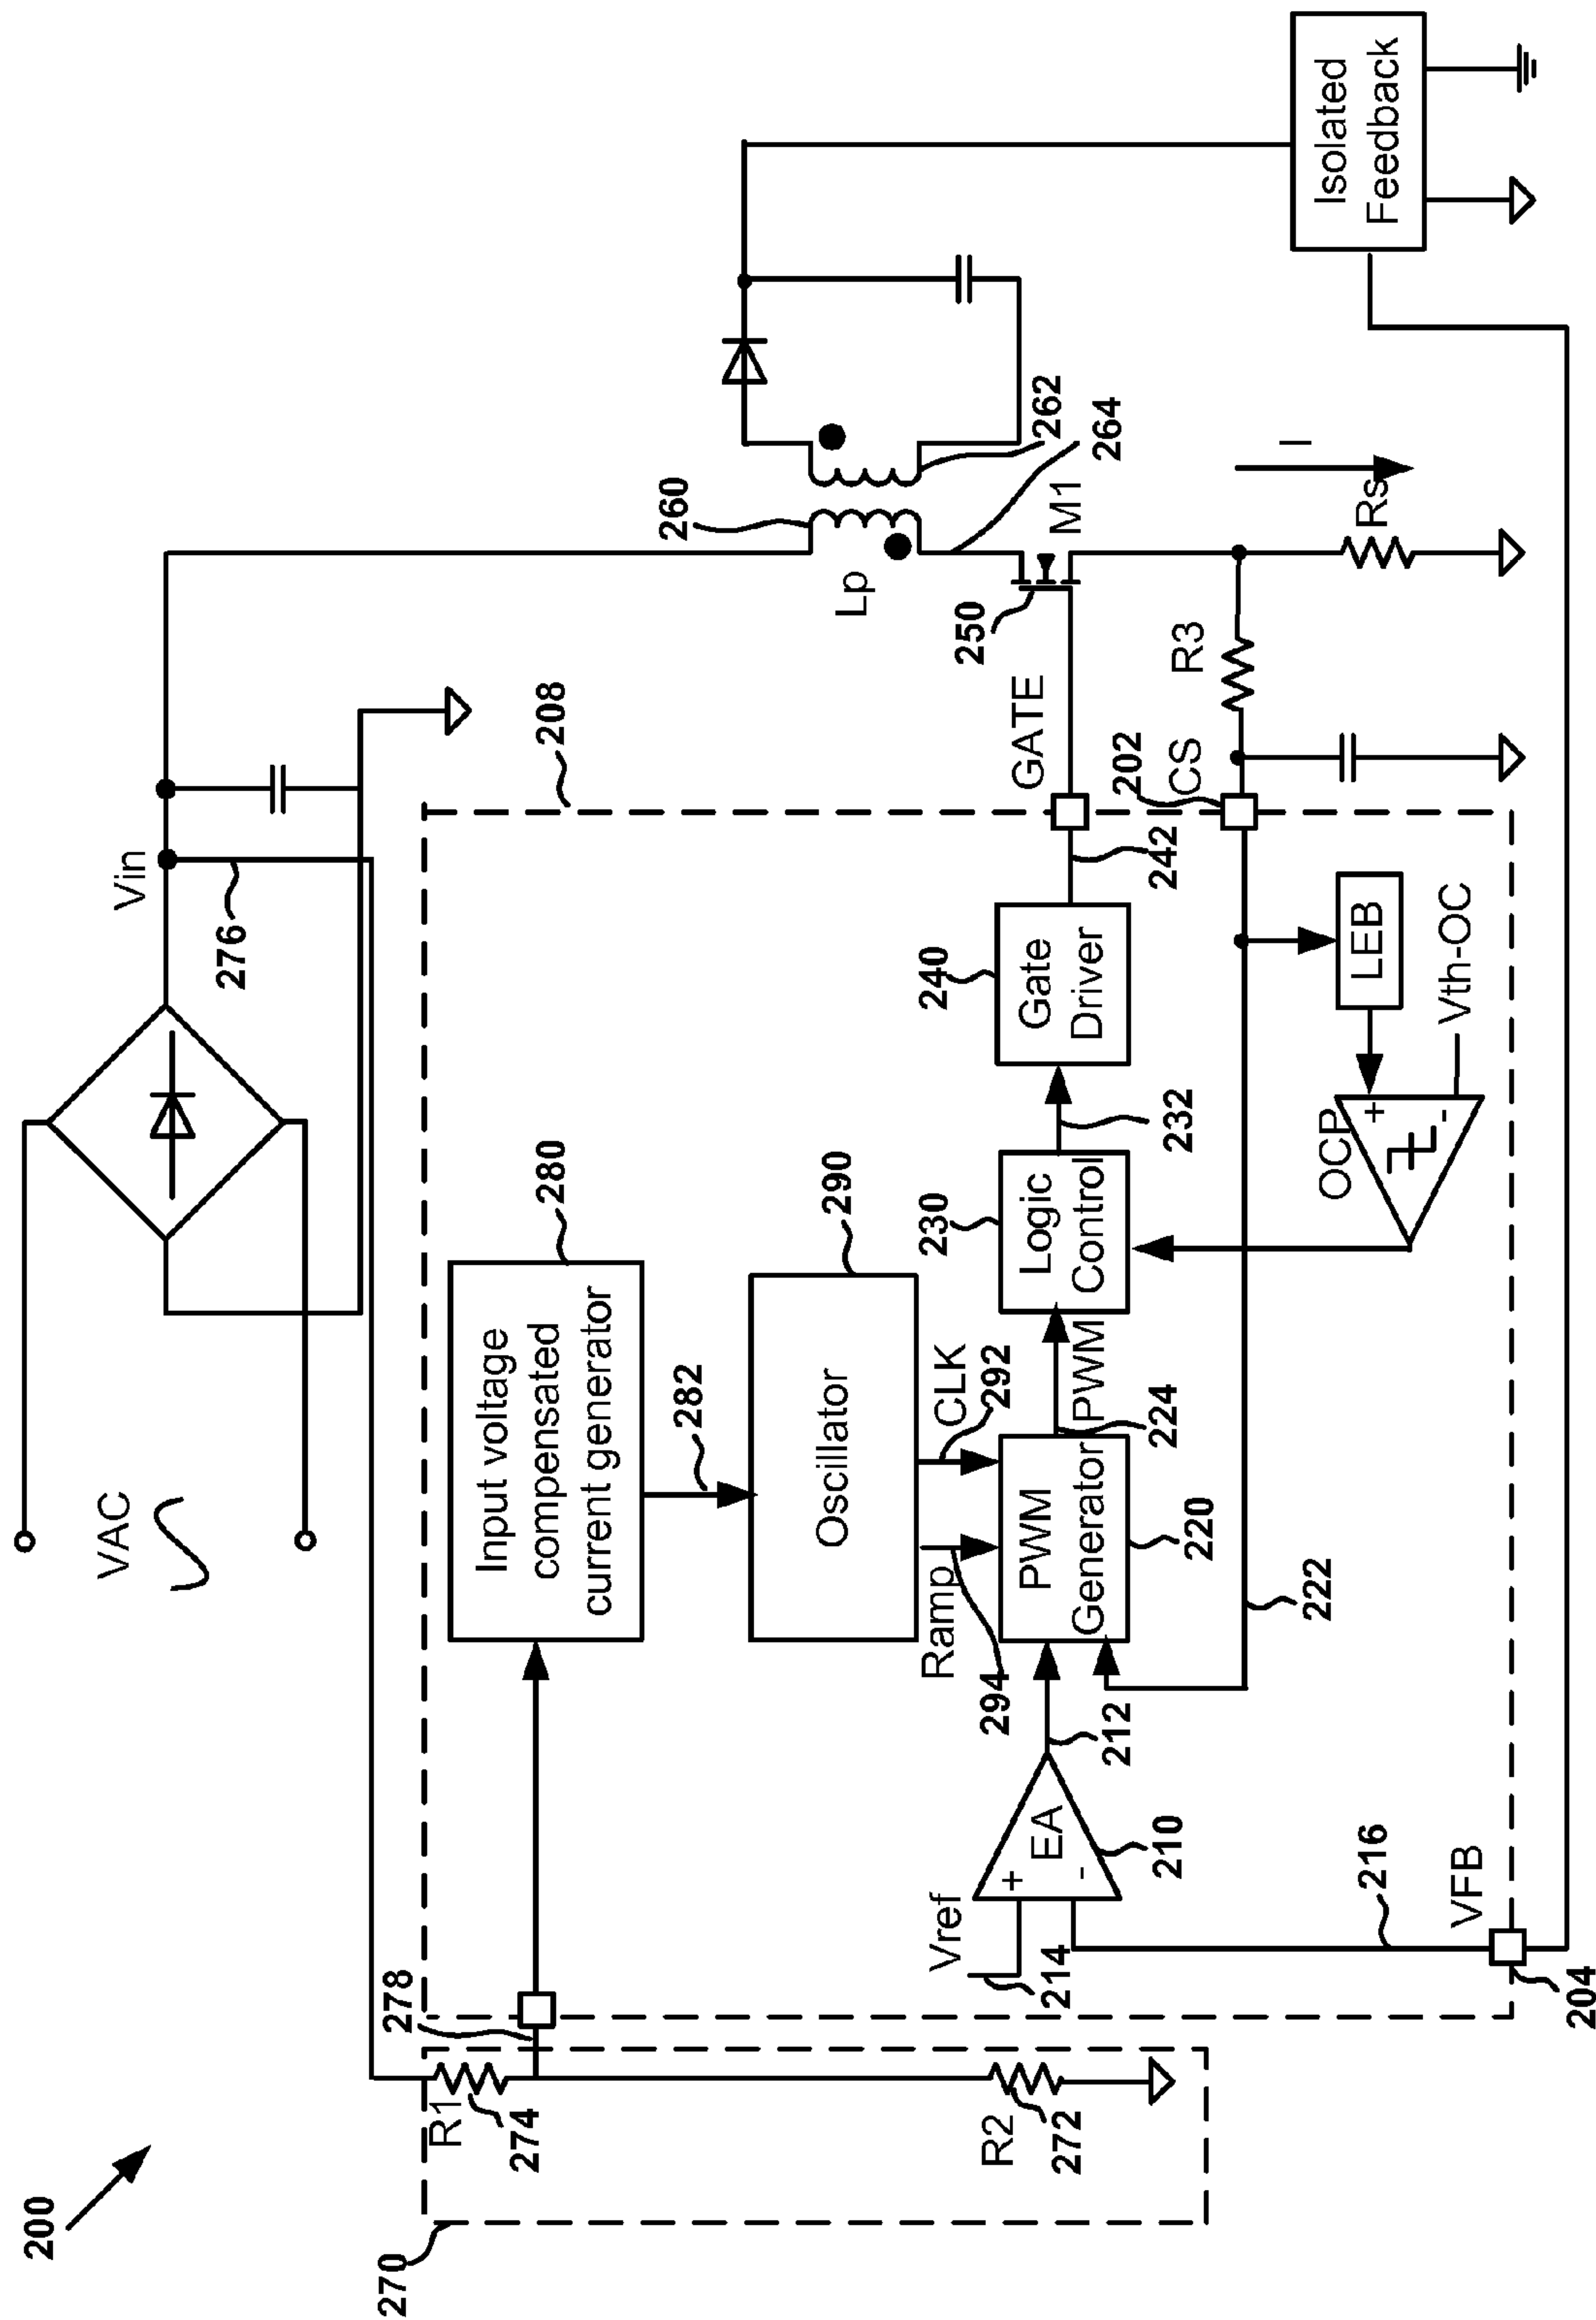 200
VAC
Vin
276
208
270
R1
274
278
R2
272
Input voltage
compensated
current generator
280
282
Oscillator
290
Ramp
294
CLK
292
Vref
214
+
-
EA
210
212
PWM
Generator
220
PWM
224
Logic
Control
230
232
Gate
Driver
240
242
GATE
250
M1
Lp
260
262
264
202
CS
R3
Rs
I
222
LEB
Vth-OC
OCP
+
-
216
VFB
204
Isolated
Feedback